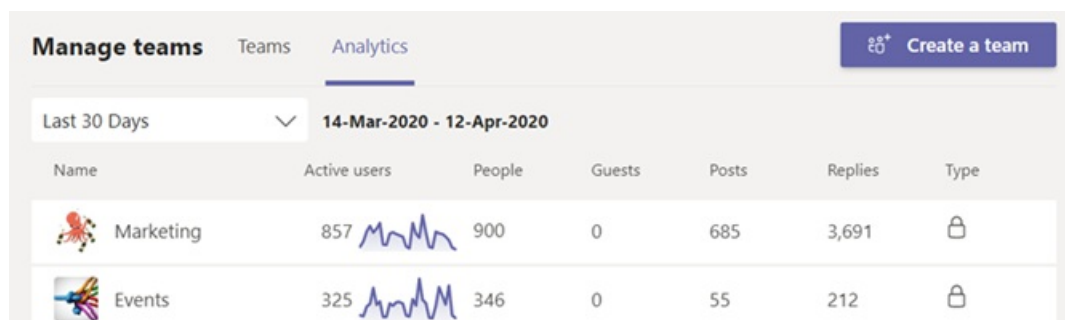 Manage teams Teams Analytics Create a team
Last 30 Days 14-Mar-2020 - 12-Apr-2020
Name Active users People Guests Posts Replies Type
Marketing 857 900 0 685 3,691
Events 325 346 0 55 212